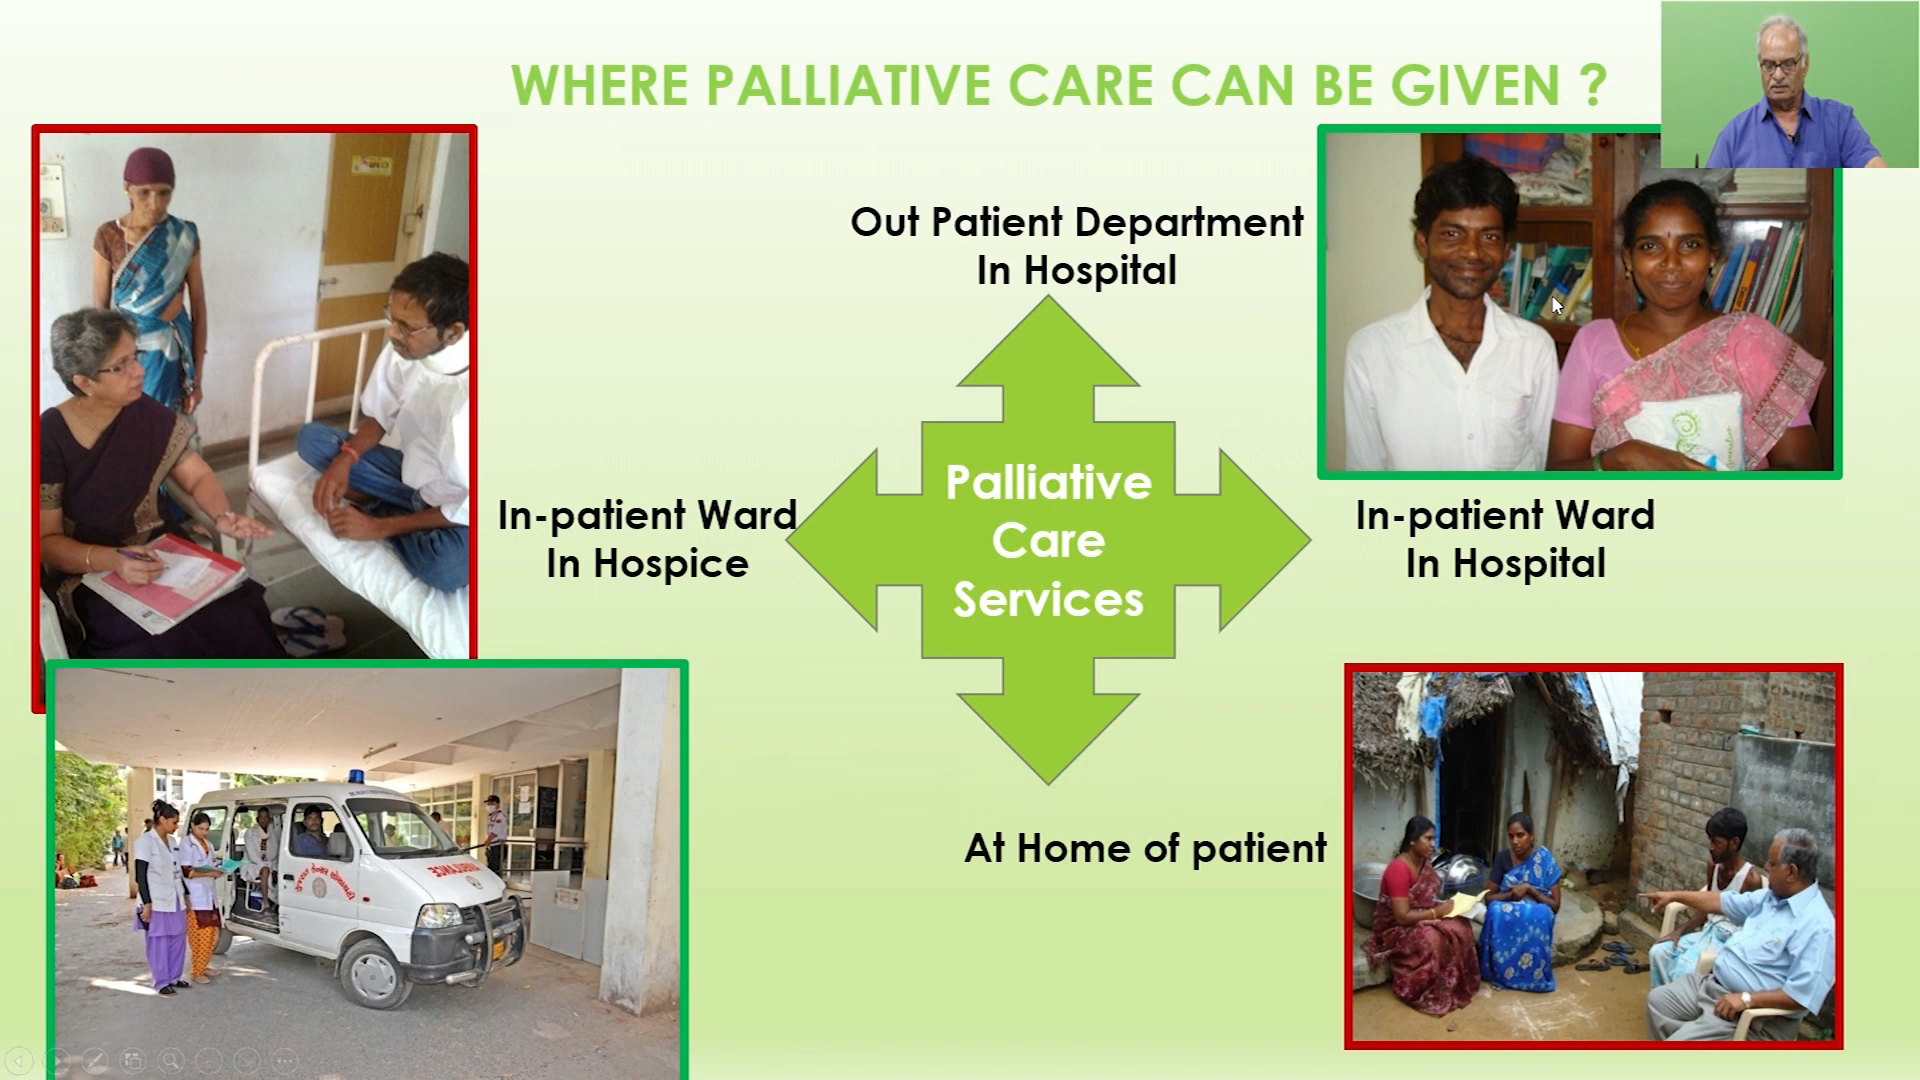 WHERE PALLIATIVE CARE CAN BE GIVEN ?
Out Patient Department
In Hospital
In-patient Ward
In Hospice
Palliative
Care
Services
In-patient Ward
In Hospital
At Home of patient